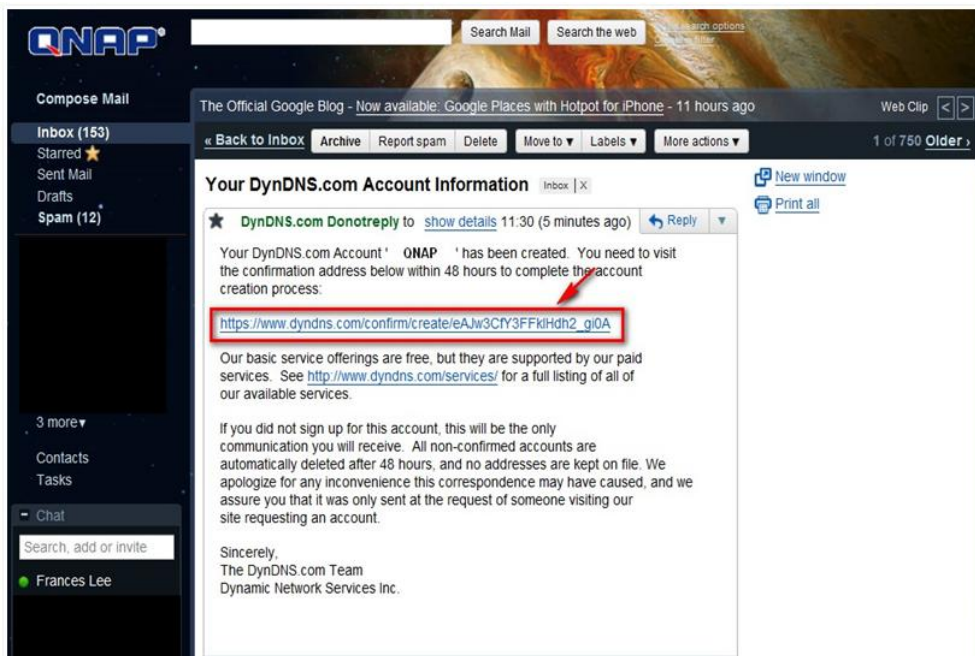 QNAP®
Search Mail Search the web
Compose Mail
The Official Google Blog - Now available: Google Places with Hotpot for iPhone - 11 hours ago Web Clip < >
Inbox (153)
Starred
Sent Mail
Drafts
Spam (12)
« Back to Inbox Archive Report spam Delete Move to ▼ Labels ▼ More actions ▼ 1 of 750 Older ›
Your DynDNS.com Account Information Inbox | X
New window
Print all
DynDNS.com Donotreply to show details 11:30 (5 minutes ago) Reply ▼
Your DynDNS.com Account ' QNAP ' has been created. You need to visit
the confirmation address below within 48 hours to complete the account
creation process:
https://www.dyndns.com/confirm/create/eAJw3CfY3FFklHdh2_gi0A
Our basic service offerings are free, but they are supported by our paid
services. See http://www.dyndns.com/services/ for a full listing of all of
our available services.
If you did not sign up for this account, this will be the only
communication you will receive. All non-confirmed accounts are
automatically deleted after 48 hours, and no addresses are kept on file. We
apologize for any inconvenience this correspondence may have caused, and we
assure you that it was only sent at the request of someone visiting our
site requesting an account.
Sincerely,
The DynDNS.com Team
Dynamic Network Services Inc.
3 more▼
Contacts
Tasks
- Chat
Search, add or invite
Frances Lee